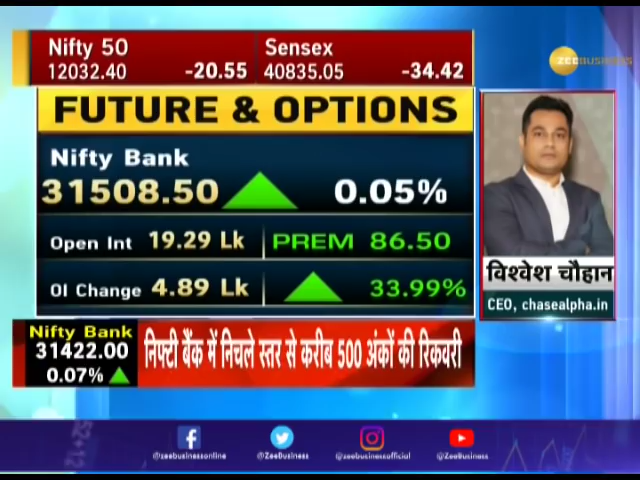 Nifty 50
12032.40 -20.55
Sensex
40835.05 -34.42
ZEEBUSINESS
FUTURE & OPTIONS
Nifty Bank
31508.50 0.05%
Open Int 19.29 Lk PREM 86.50
OI Change 4.89 Lk 33.99%
विश्वेश चौहान
CEO, chasealpha.in
Nifty Bank
31422.00
0.07%
निफ्टी बैंक में निचले स्तर से करीब 500 अंकों की रिकवरी
@zeebusinessonline @ZeeBusiness @zeebusinessofficial @ZeeBusiness